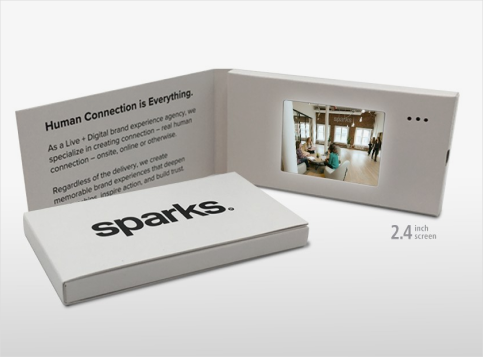 Human Connection is Everything.
As a Live + Digital brand experience agency, we
specialize in creating connection – real human
connection – onsite, online or otherwise.
Regardless of the delivery, we create
memorable brand experiences that deepen
inspire action, and build trust.
sparks.
2.4 inch
screen